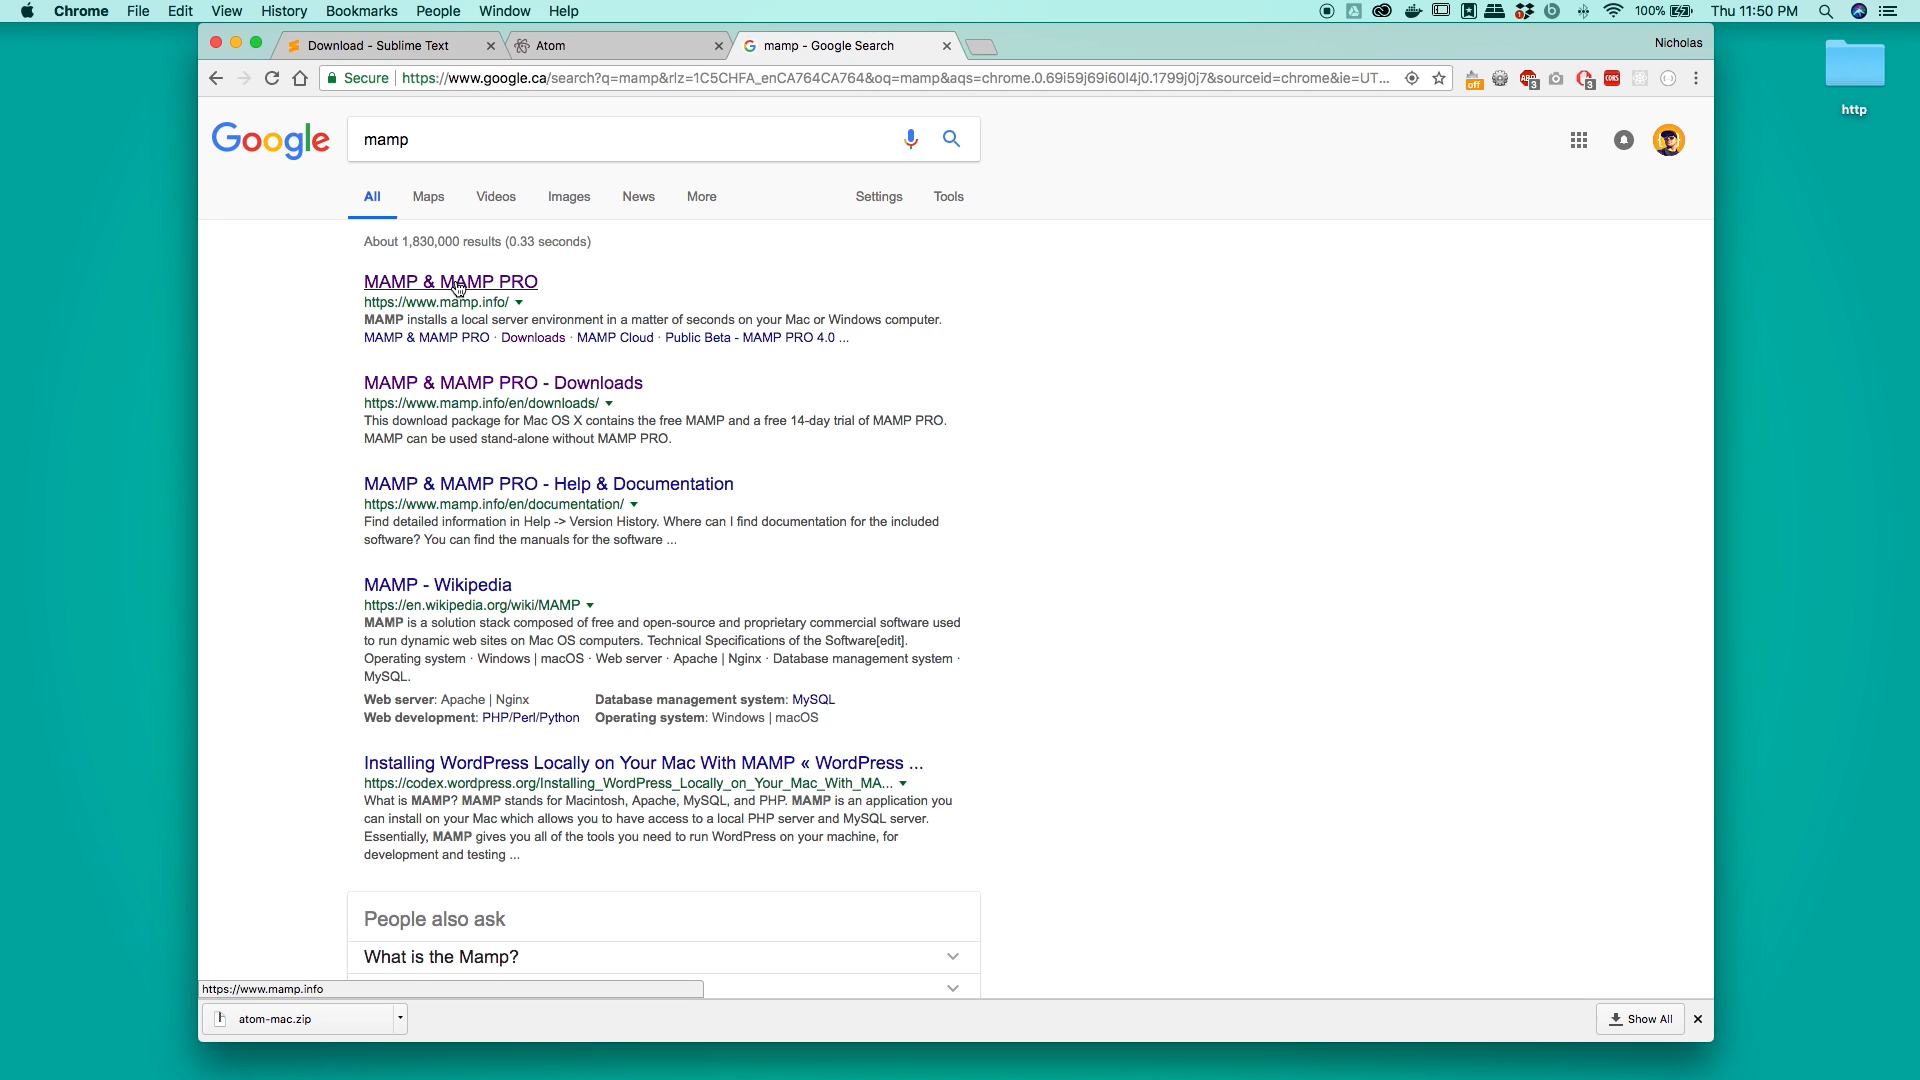 Chrome File Edit View History Bookmarks People Window Help 100% Thu 11:50 PM
Download - Sublime Text Atom mamp - Google Search Nicholas
Secure https://www.google.ca/search?q=mamp&rlz=1C5CHFA_enCA764CA764&oq=mamp&aqs=chrome.0.69i59j69i60l4j0.1799j0j7&sourceid=chrome&ie=UT... off 3 3 CORS
http
Google mamp
All Maps Videos Images News More Settings Tools
About 1,830,000 results (0.33 seconds)
MAMP & MAMP PRO
https://www.mamp.info/
MAMP installs a local server environment in a matter of seconds on your Mac or Windows computer.
MAMP & MAMP PRO · Downloads · MAMP Cloud · Public Beta - MAMP PRO 4.0 ...
MAMP & MAMP PRO - Downloads
https://www.mamp.info/en/downloads/
This download package for Mac OS X contains the free MAMP and a free 14-day trial of MAMP PRO.
MAMP can be used stand-alone without MAMP PRO.
MAMP & MAMP PRO - Help & Documentation
https://www.mamp.info/en/documentation/
Find detailed information in Help -> Version History. Where can I find documentation for the included
software? You can find the manuals for the software ...
MAMP - Wikipedia
https://en.wikipedia.org/wiki/MAMP
MAMP is a solution stack composed of free and open-source and proprietary commercial software used
to run dynamic web sites on Mac OS computers. Technical Specifications of the Software[edit].
Operating system · Windows | macOS · Web server · Apache | Nginx · Database management system ·
MySQL.
Web server: Apache | Nginx Database management system: MySQL
Web development: PHP/Perl/Python Operating system: Windows | macOS
Installing WordPress Locally on Your Mac With MAMP « WordPress ...
https://codex.wordpress.org/Installing_WordPress_Locally_on_Your_Mac_With_MA...
What is MAMP? MAMP stands for Macintosh, Apache, MySQL, and PHP. MAMP is an application you
can install on your Mac which allows you to have access to a local PHP server and MySQL server.
Essentially, MAMP gives you all of the tools you need to run WordPress on your machine, for
development and testing ...
People also ask
What is the Mamp?
https://www.mamp.info
atom-mac.zip Show All